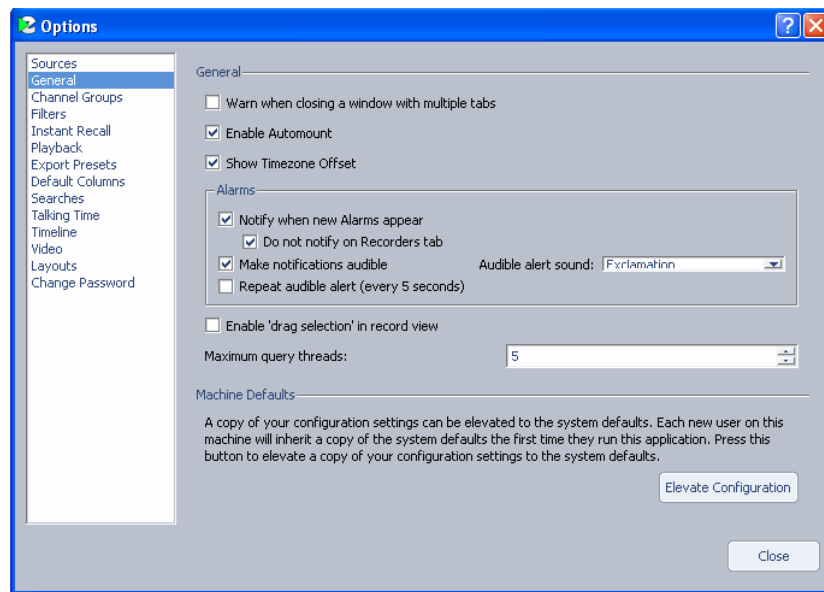 Options
Sources
General
Channel Groups
Filters
Instant Recall
Playback
Export Presets
Default Columns
Searches
Talking Time
Timeline
Video
Layouts
Change Password
General
Warn when closing a window with multiple tabs
Enable Automount
Show Timezone Offset
Alarms
Notify when new Alarms appear
Do not notify on Recorders tab
Make notifications audible
Audible alert sound: Exclamation
Repeat audible alert (every 5 seconds)
Enable 'drag selection' in record view
Maximum query threads: 5
Machine Defaults
A copy of your configuration settings can be elevated to the system defaults. Each new user on this
machine will inherit a copy of the system defaults the first time they run this application. Press this
button to elevate a copy of your configuration settings to the system defaults.
Elevate Configuration
Close